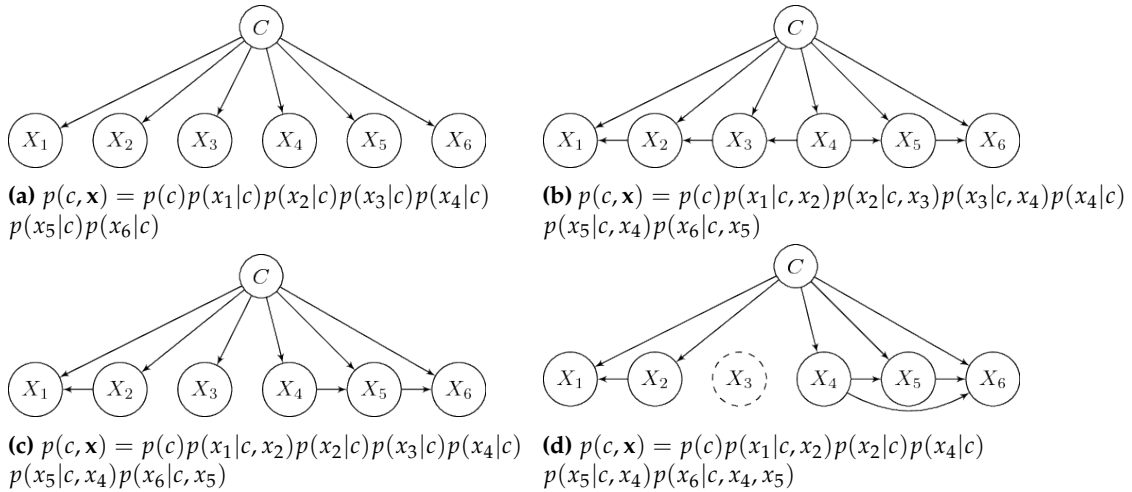 C
X₁ X₂ X₃ X₄ X₅ X₆
(a) p(c, x) = p(c)p(x₁|c)p(x₂|c)p(x₃|c)p(x₄|c)
p(x₅|c)p(x₆|c)
C
X₁ X₂ X₃ X₄ X₅ X₆
(b) p(c, x) = p(c)p(x₁|c, x₂)p(x₂|c, x₃)p(x₃|c, x₄)p(x₄|c)
p(x₅|c, x₄)p(x₆|c, x₅)
C
X₁ X₂ X₃ X₄ X₅ X₆
(c) p(c, x) = p(c)p(x₁|c, x₂)p(x₂|c)p(x₃|c)p(x₄|c)
p(x₅|c, x₄)p(x₆|c, x₅)
C
X₁ X₂ X₃ X₄ X₅ X₆
(d) p(c, x) = p(c)p(x₁|c, x₂)p(x₂|c)p(x₄|c)
p(x₅|c, x₄)p(x₆|c, x₄, x₅)